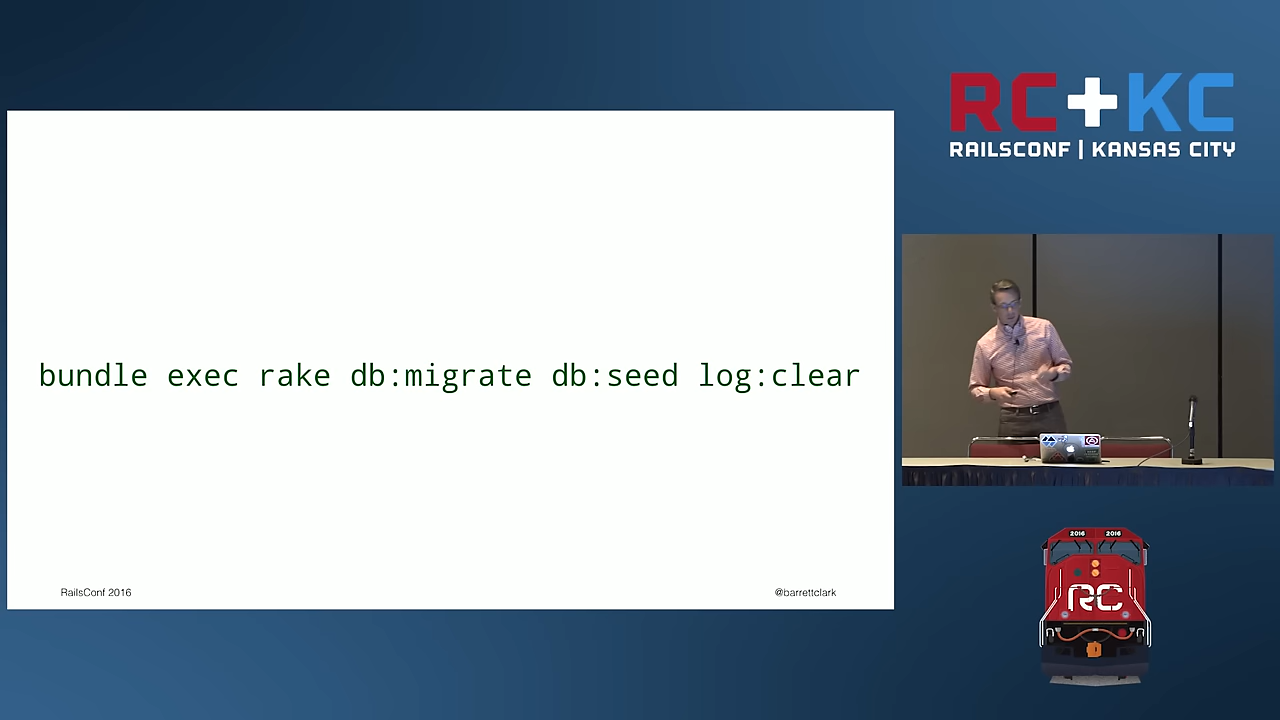 RC+KC
RAILSCONF | KANSAS CITY
bundle exec rake db:migrate db:seed log:clear
RailsConf 2016
@barrettclark
2016 2016
RC